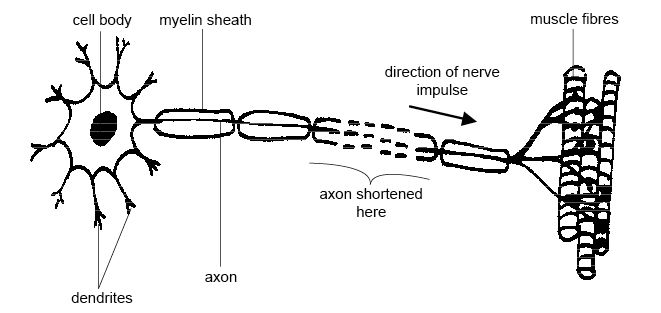 cell body
myelin sheath
muscle fibres
direction of nerve
impulse
axon shortened
here
axon
dendrites